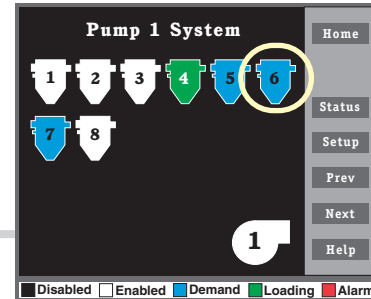 Pump 1 System
Home
1 2 3 4 5 6
Status
7 8
Setup
Prev
Next
1
Help
Disabled Enabled Demand Loading Alarm